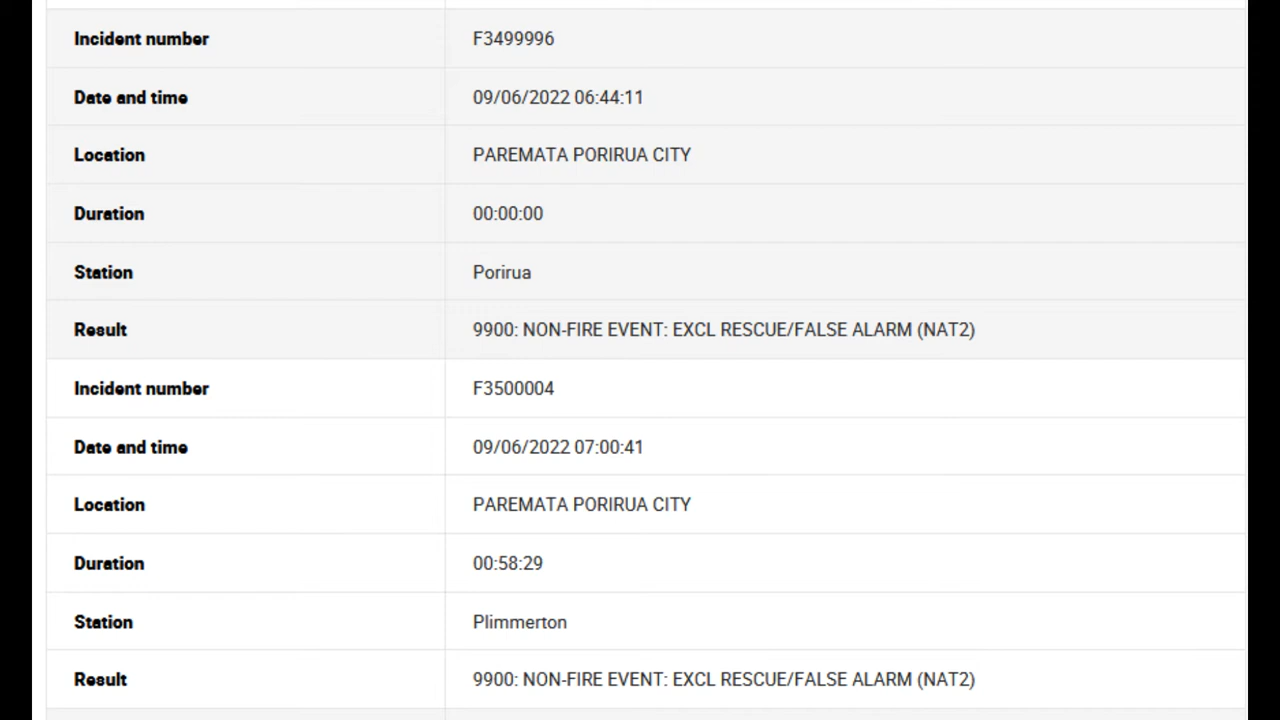 Incident number F3499996
Date and time 09/06/2022 06:44:11
Location PAREMATA PORIRUA CITY
Duration 00:00:00
Station Porirua
Result 9900: NON-FIRE EVENT: EXCL RESCUE/FALSE ALARM (NAT2)
Incident number F3500004
Date and time 09/06/2022 07:00:41
Location PAREMATA PORIRUA CITY
Duration 00:58:29
Station Plimmerton
Result 9900: NON-FIRE EVENT: EXCL RESCUE/FALSE ALARM (NAT2)